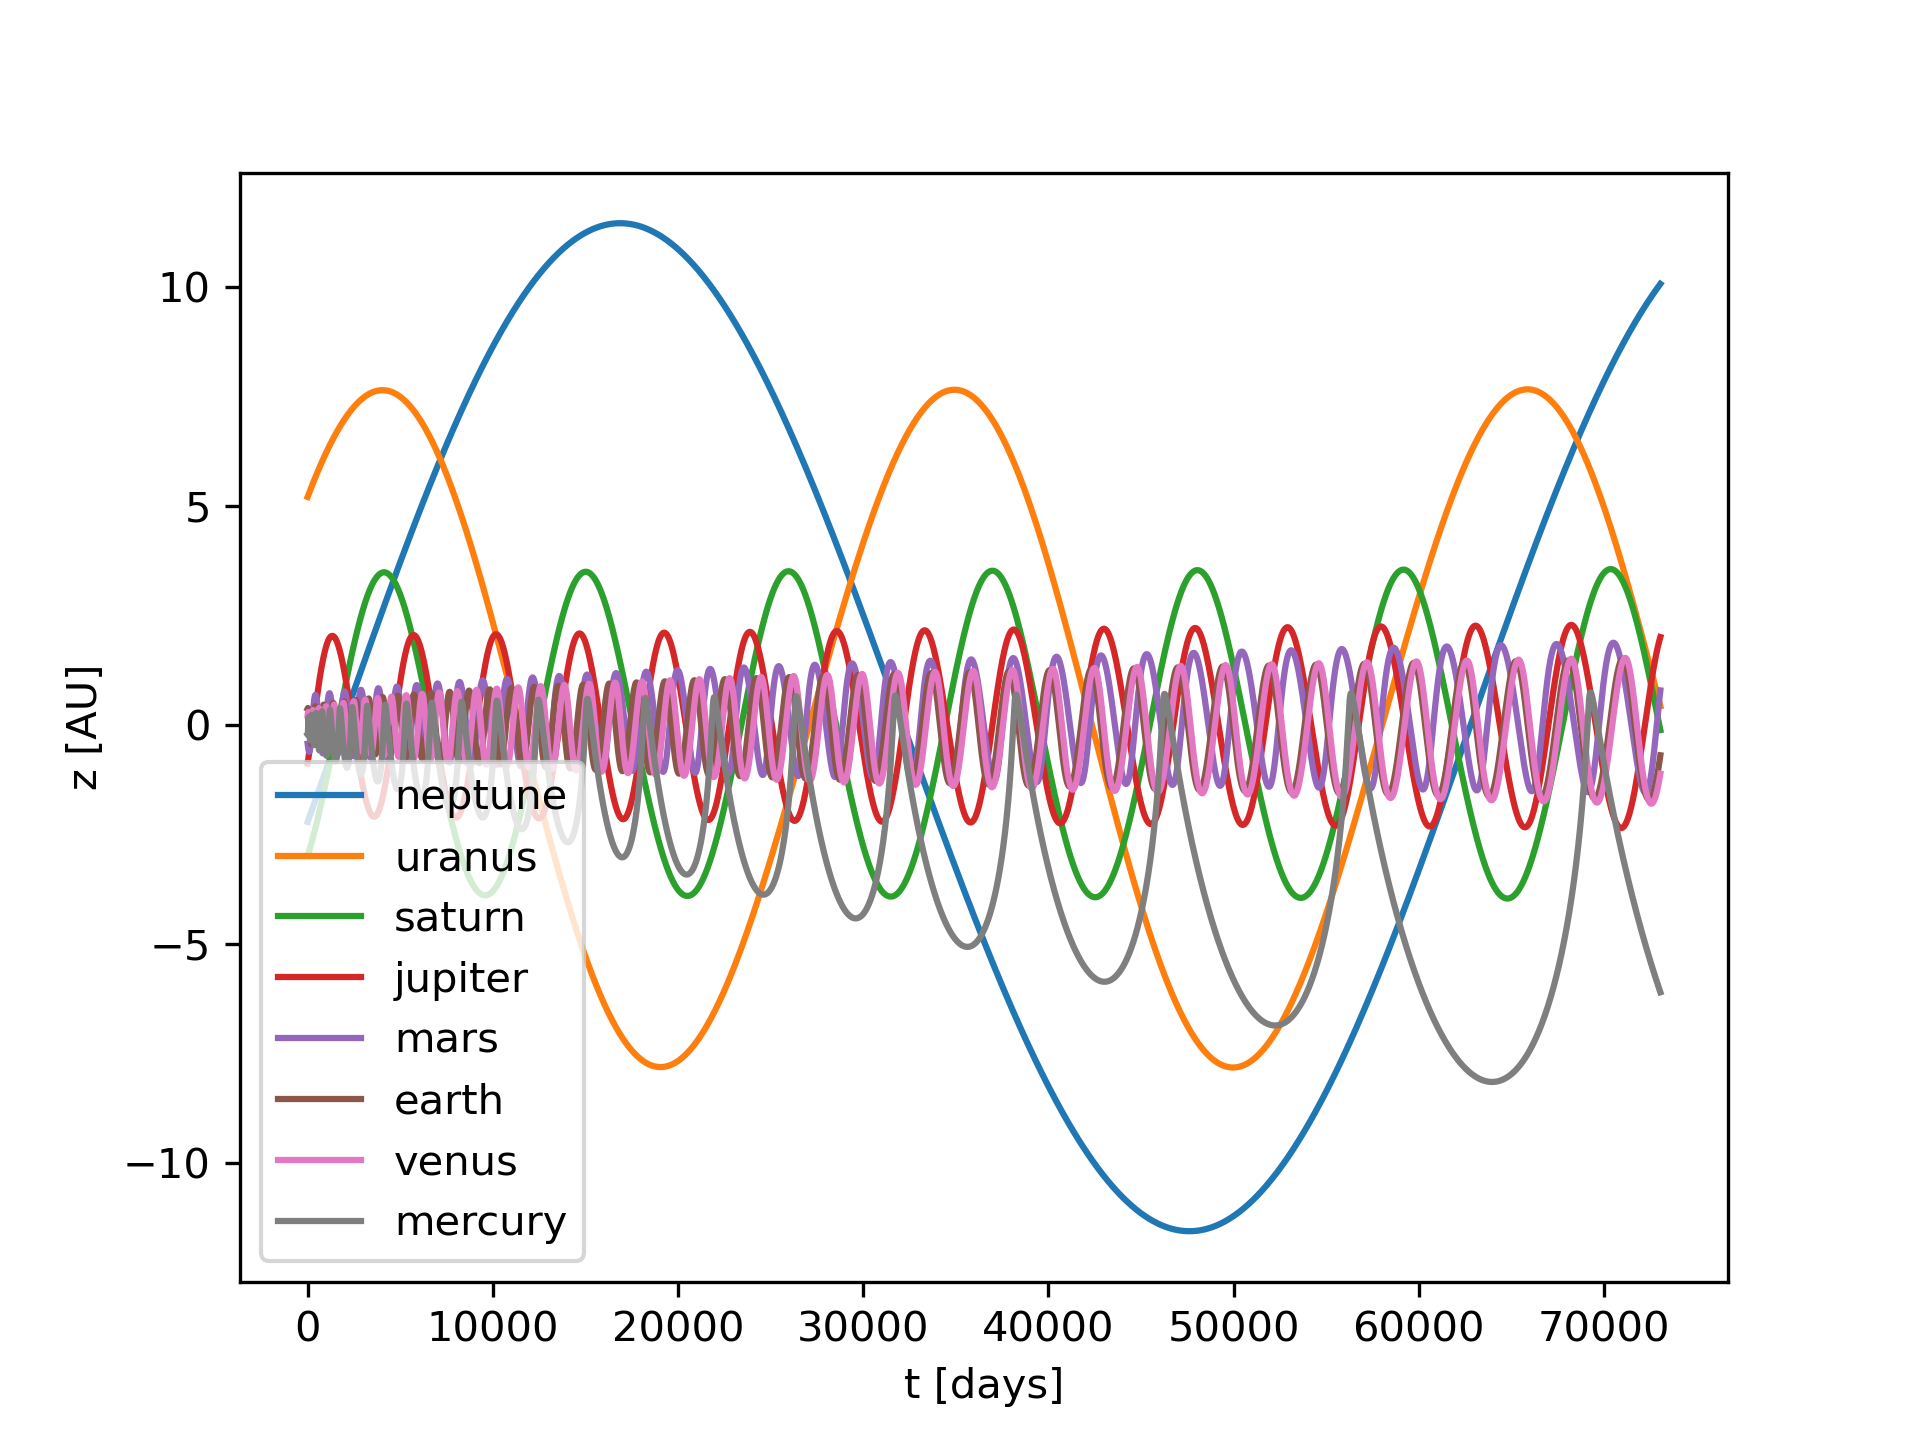 10
5
0
−5
−10
z [AU]
neptune
uranus
saturn
jupiter
mars
earth
venus
mercury
0 10000 20000 30000 40000 50000 60000 70000
t [days]